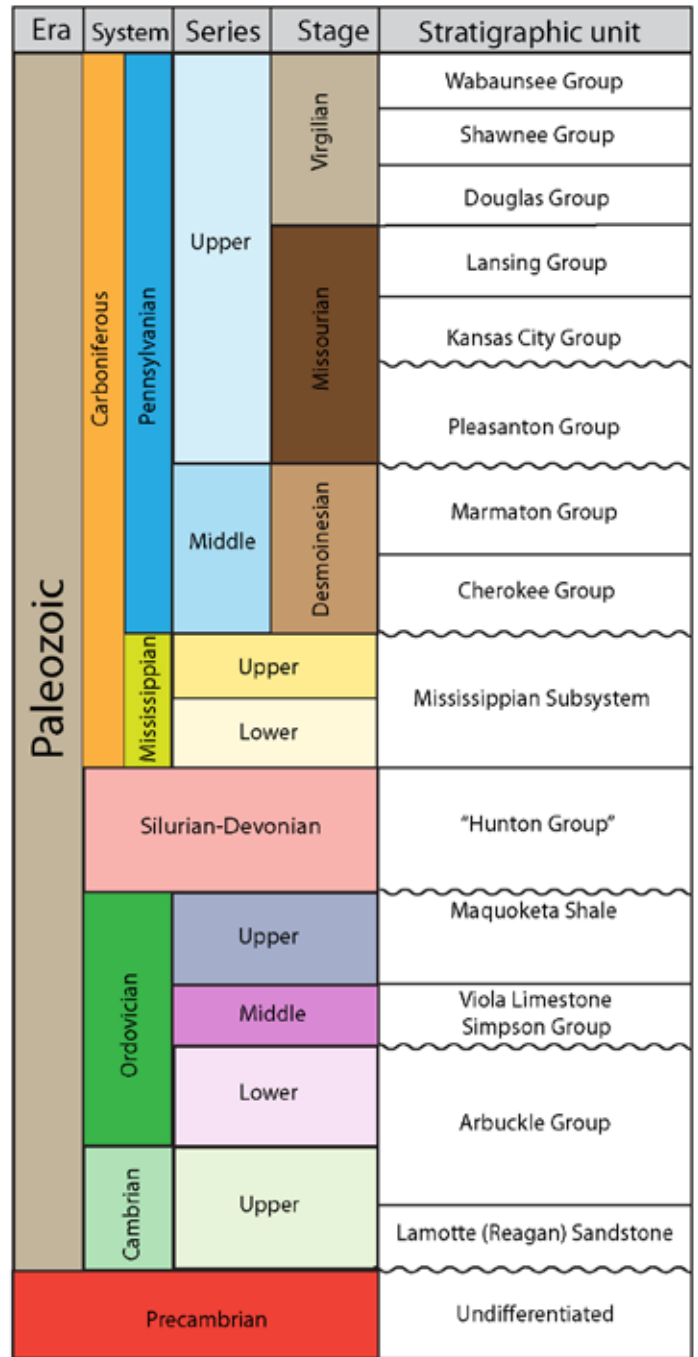 Era
System
Series
Stage
Stratigraphic unit
Paleozoic
Carboniferous
Pennsylvanian
Upper
Virgilian
Wabaunsee Group
Shawnee Group
Douglas Group
Missourian
Lansing Group
Kansas City Group
Pleasanton Group
Middle
Desmoinesian
Marmaton Group
Cherokee Group
Mississippian
Upper
Lower
Mississippian Subsystem
Silurian-Devonian
“Hunton Group”
Ordovician
Upper
Maquoketa Shale
Middle
Viola Limestone
Simpson Group
Lower
Arbuckle Group
Cambrian
Upper
Lamotte (Reagan) Sandstone
Precambrian
Undifferentiated